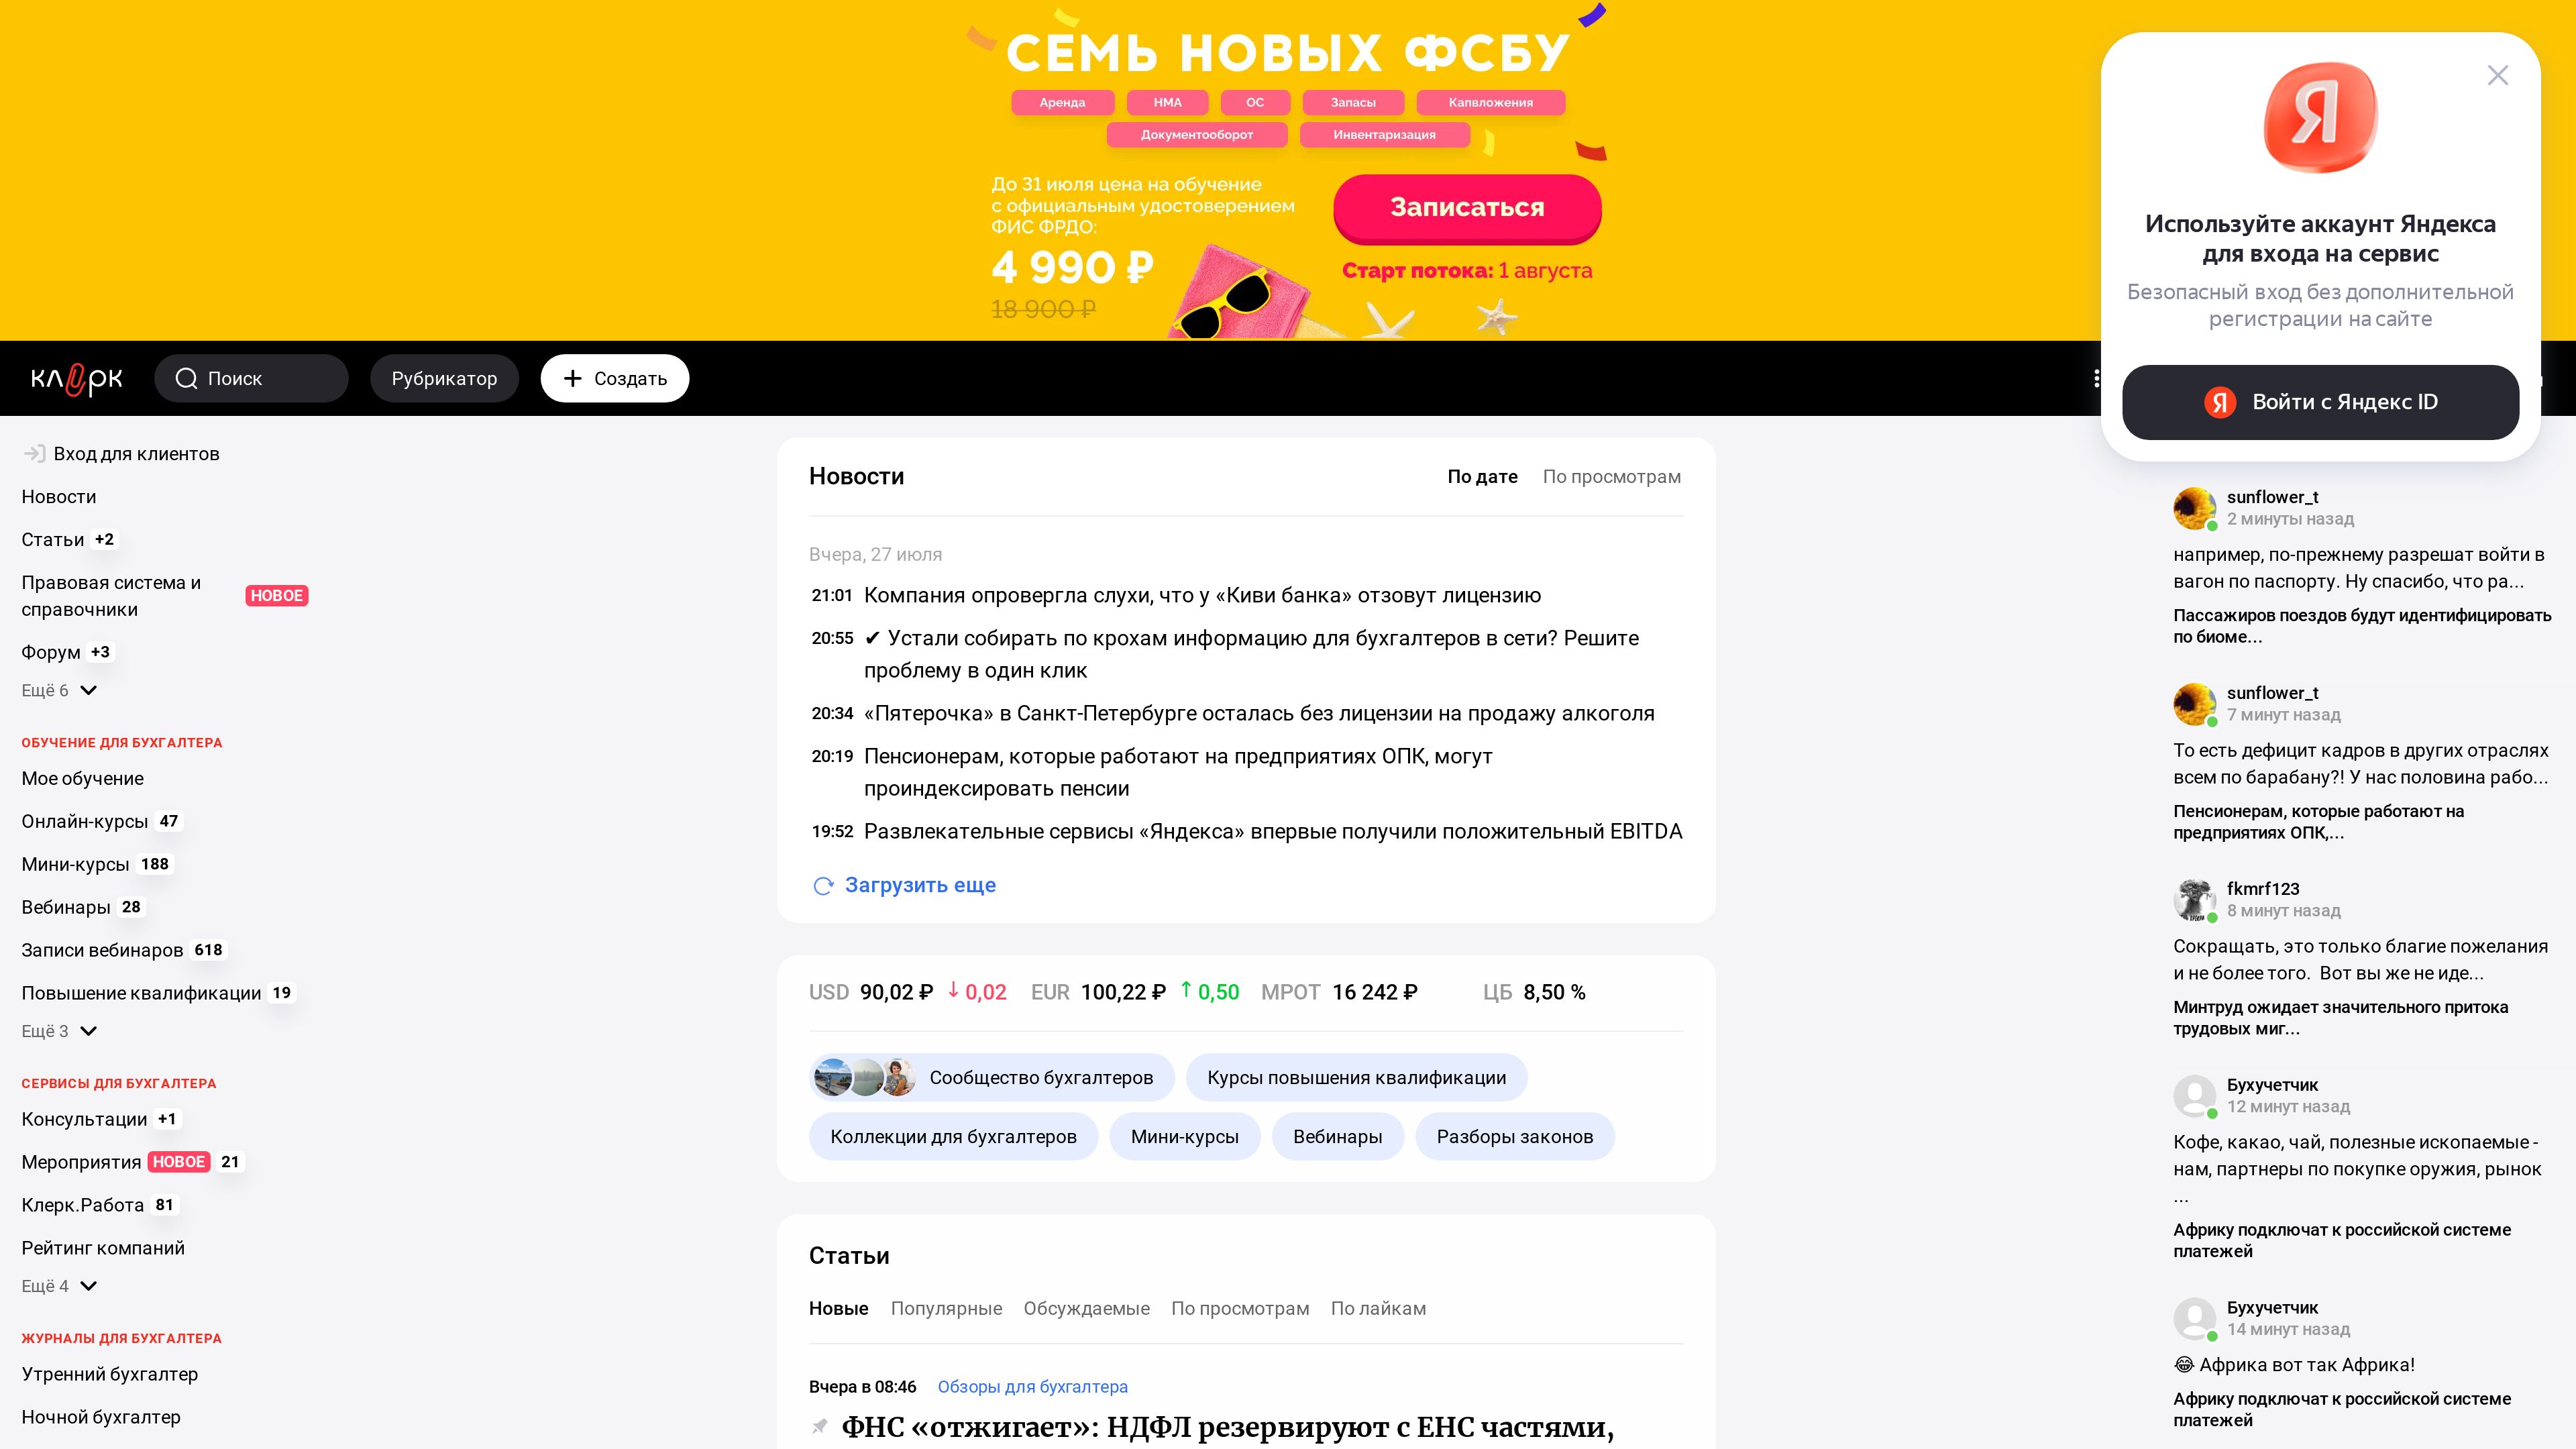 СЕМЬ НОВЫХ ФСБУ
Аренда
НМА
ОС
Запасы
Капвложения
Документооборот
Инвентаризация
До 31 июля цена на обучение
с официальным удостоверением
ФИС ФРДО:
4 990 ₽
18 900 ₽
Записаться
Старт потока: 1 августа
Используйте аккаунт Яндекса
для входа на сервис
Безопасный вход без дополнительной
регистрации на сайте
Войти с Яндекс ID
клерк
Поиск
Рубрикатор
Создать
Вход для клиентов
Новости
Статьи +2
Правовая система и
справочники
НОВОЕ
Форум +3
Ещё 6
ОБУЧЕНИЕ ДЛЯ БУХГАЛТЕРА
Мое обучение
Онлайн-курсы 47
Мини-курсы 188
Вебинары 28
Записи вебинаров 618
Повышение квалификации 19
Ещё 3
СЕРВИСЫ ДЛЯ БУХГАЛТЕРА
Консультации +1
Мероприятия НОВОЕ 21
Клерк.Работа 81
Рейтинг компаний
Ещё 4
ЖУРНАЛЫ ДЛЯ БУХГАЛТЕРА
Утренний бухгалтер
Ночной бухгалтер
Новости
По дате По просмотрам
Вчера, 27 июля
21:01 Компания опровергла слухи, что у «Киви банка» отзовут лицензию
20:55 ✔ Устали собирать по крохам информацию для бухгалтеров в сети? Решите
проблему в один клик
20:34 «Пятерочка» в Санкт-Петербурге осталась без лицензии на продажу алкоголя
20:19 Пенсионерам, которые работают на предприятиях ОПК, могут
проиндексировать пенсии
19:52 Развлекательные сервисы «Яндекса» впервые получили положительный EBITDA
Загрузить еще
USD 90,02 ₽ ↓ 0,02 EUR 100,22 ₽ ↑ 0,50 МРОТ 16 242 ₽ ЦБ 8,50 %
Сообщество бухгалтеров
Курсы повышения квалификации
Коллекции для бухгалтеров
Мини-курсы
Вебинары
Разборы законов
Статьи
Новые Популярные Обсуждаемые По просмотрам По лайкам
Вчера в 08:46 Обзоры для бухгалтера
ФНС «отжигает»: НДФЛ резервируют с ЕНС частями,
sunflower_t
2 минуты назад
например, по-прежнему разрешат войти в
вагон по паспорту. Ну спасибо, что ра...
Пассажиров поездов будут идентифицировать
по биоме...
sunflower_t
7 минут назад
То есть дефицит кадров в других отраслях
всем по барабану?! У нас половина рабо...
Пенсионерам, которые работают на
предприятиях ОПК,...
fkmrf123
8 минут назад
Сокращать, это только благие пожелания
и не более того. Вот вы же не иде...
Минтруд ожидает значительного притока
трудовых миг...
Бухучетчик
12 минут назад
Кофе, какао, чай, полезные ископаемые -
нам, партнеры по покупке оружия, рынок
...
Африку подключат к российской системе
платежей
Бухучетчик
14 минут назад
😂 Африка вот так Африка!
Африку подключат к российской системе
платежей